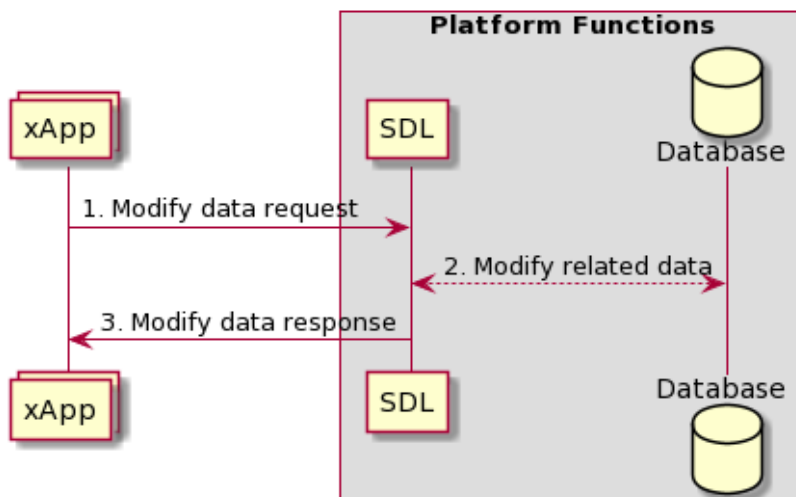 Platform Functions
xApp
SDL
Database
1. Modify data request
2. Modify related data
3. Modify data response
xApp
SDL
Database